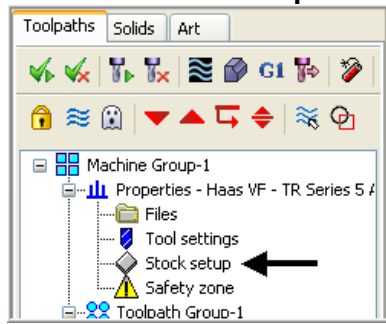 Toolpaths Solids Art
G1
Machine Group-1
Properties - Haas VF - TR Series 5
Files
Tool settings
Stock setup
Safety zone
Toolpath Group-1